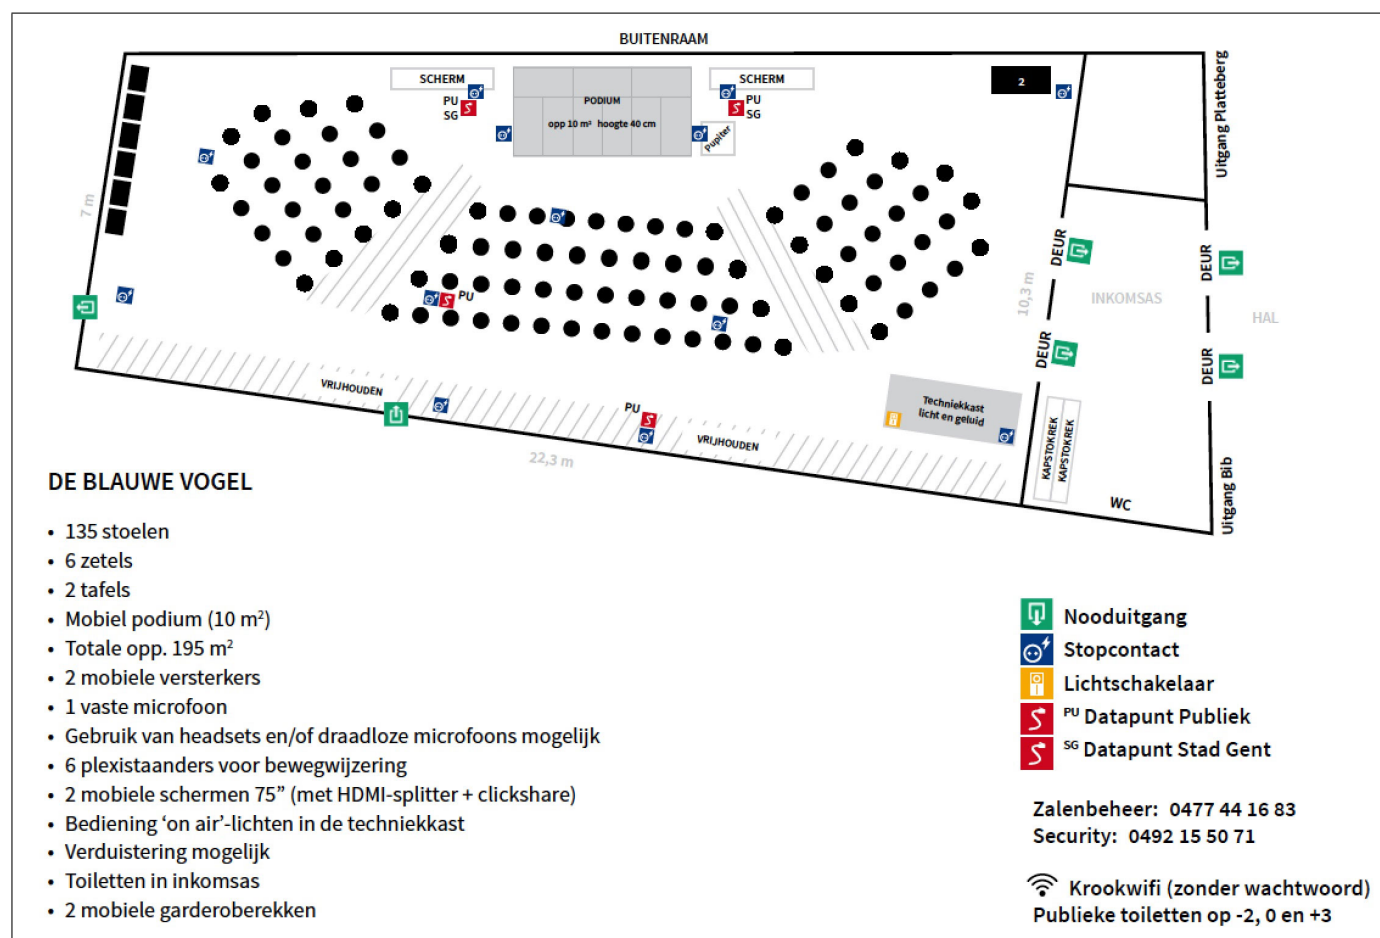 BUITENRAAM
SCHERM
SCHERM
PU
SG
PU
SG
PODIUM
opp 10 m² hoogte 40 cm
Pupiter
2
Uitgang Platteberg
7 m
DEUR
DEUR
DEUR
DEUR
INKOMSAS
HAL
10,3 m
PU
VRIJHOUDEN
PU
VRIJHOUDEN
Techniekkast
licht en geluid
22,3 m
KAPSTOKREK
KAPSTOKREK
WC
Uitgang Bib
DE BLAUWE VOGEL
• 135 stoelen
• 6 zetels
• 2 tafels
• Mobiel podium (10 m²)
• Totale opp. 195 m²
• 2 mobiele versterkers
• 1 vaste microfoon
• Gebruik van headsets en/of draadloze microfoons mogelijk
• 6 plexistaanders voor bewegwijzering
• 2 mobiele schermen 75” (met HDMI-splitter + clickshare)
• Bediening ‘on air’-lichten in de techniekkast
• Verduistering mogelijk
• Toiletten in inkomsas
• 2 mobiele garderoberekken
Nooduitgang
Stopcontact
Lichtschakelaar
PU Datapunt Publiek
SG Datapunt Stad Gent
Zalenbeheer: 0477 44 16 83
Security: 0492 15 50 71
Krookwifi (zonder wachtwoord)
Publieke toiletten op -2, 0 en +3